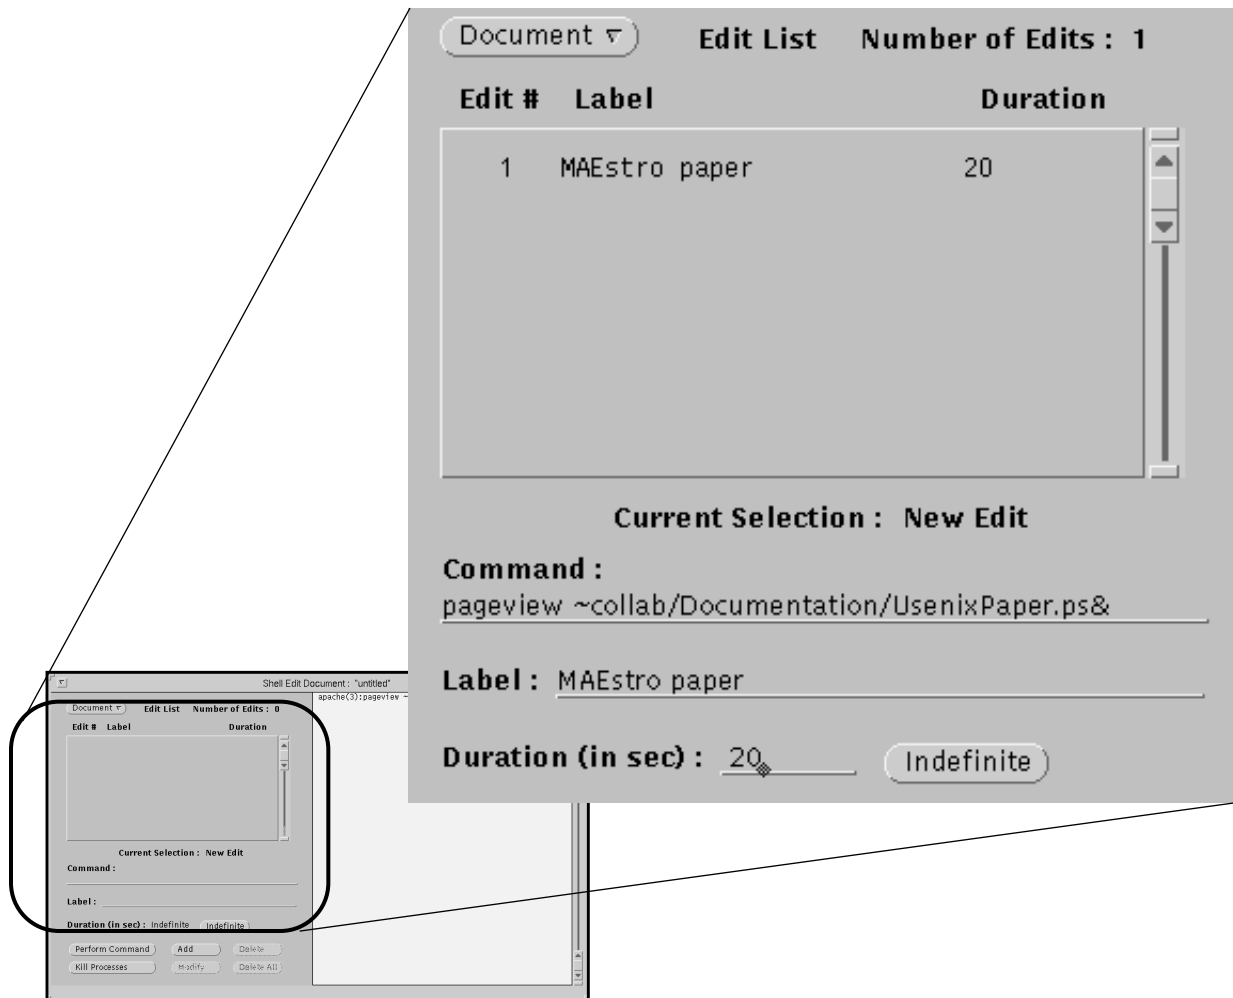 Document Edit List Number of Edits : 1
Edit # Label Duration
1 MAEstro paper 20
Current Selection : New Edit
Command :
pageview ~collab/Documentation/UsenixPaper.ps&
Label : MAEstro paper
Duration (in sec) : 20 Indefinite
Shell Edit Document : "untitled"
apache(3):pageview ~
Document Edit List Number of Edits : 0
Edit # Label Duration
Current Selection : New Edit
Command :
Label :
Duration (in sec) : Indefinite Indefinite
Perform Command Add Delete
Kill Processes Modify Delete All